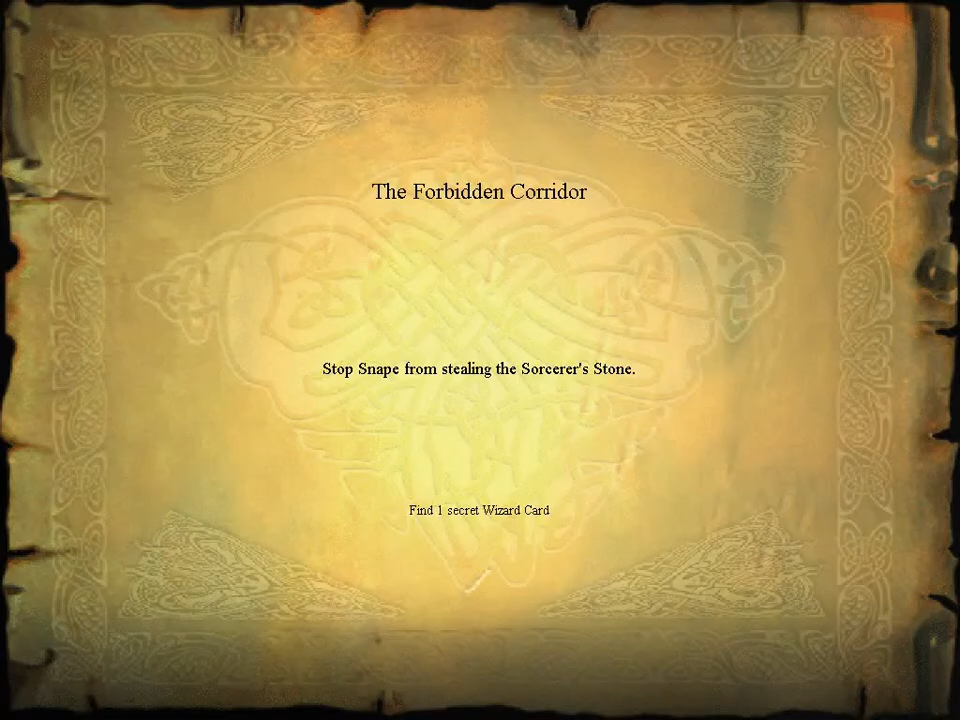 The Forbidden Corridor
Stop Snape from stealing the Sorcerer's Stone.
Find 1 secret Wizard Card